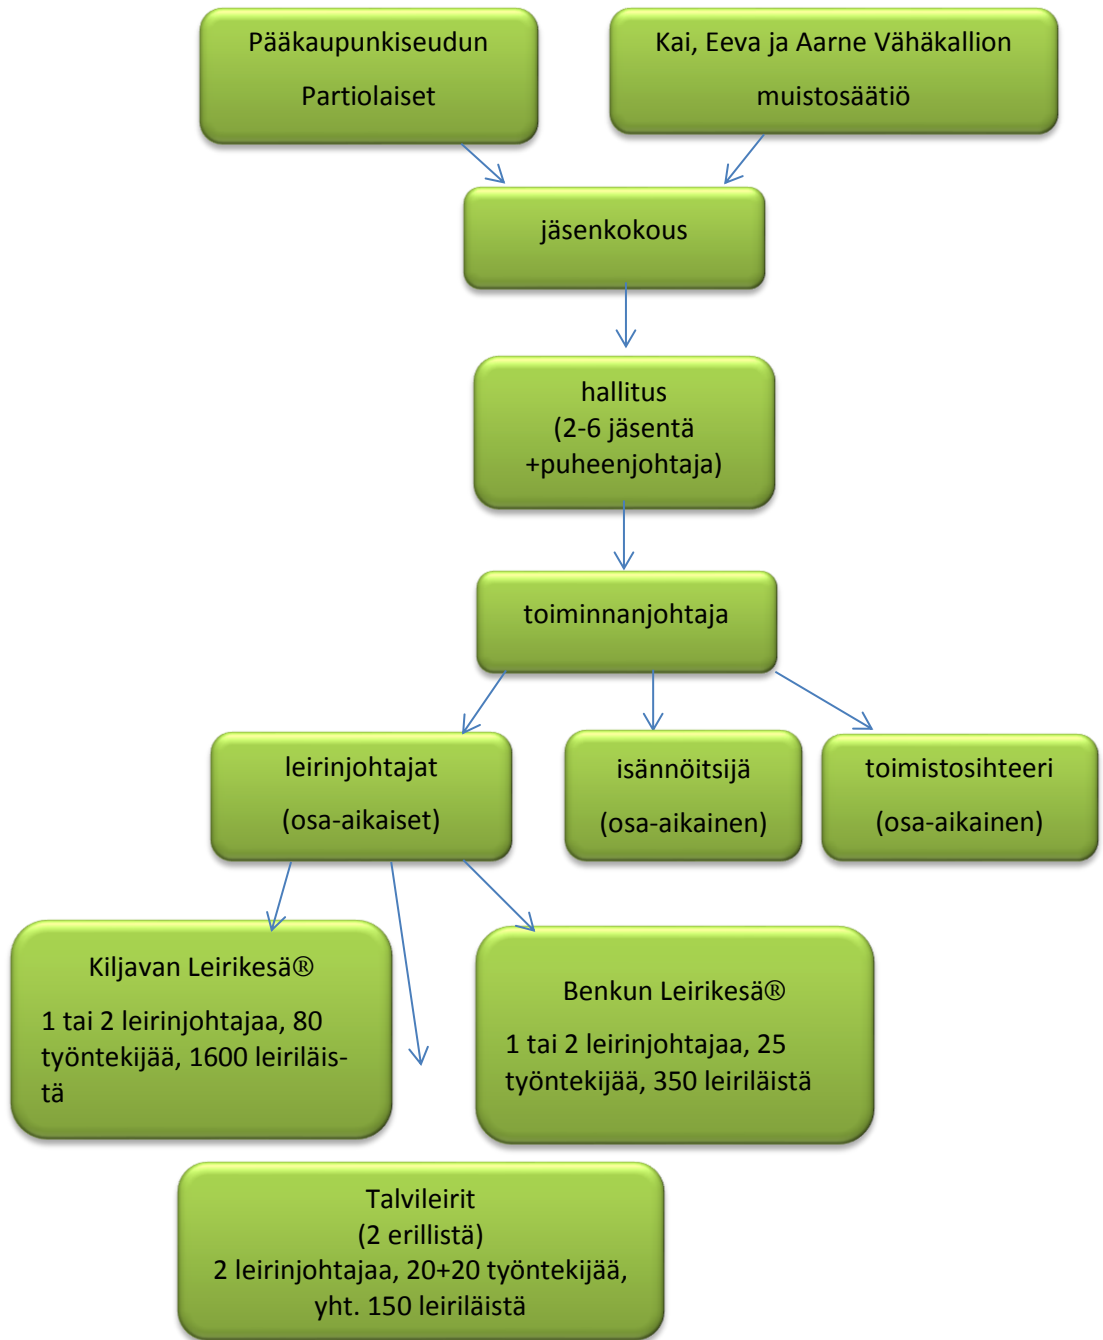 Pääkaupunkiseudun
Partiolaiset
Kai, Eeva ja Aarne Vähäkallion
muistosäätiö
jäsenkokous
hallitus
(2-6 jäsentä
+puheenjohtaja)
toiminnanjohtaja
leirinjohtajat
(osa-aikaiset)
isännöitsijä
(osa-aikainen)
toimistosihteeri
(osa-aikainen)
Kiljavan Leirikesä®
1 tai 2 leirinjohtajaa, 80
työntekijää, 1600 leiriläis-
tä
Benkun Leirikesä®
1 tai 2 leirinjohtajaa, 25
työntekijää, 350 leiriläistä
Talvileirit
(2 erillistä)
2 leirinjohtajaa, 20+20 työntekijää,
yht. 150 leiriläistä